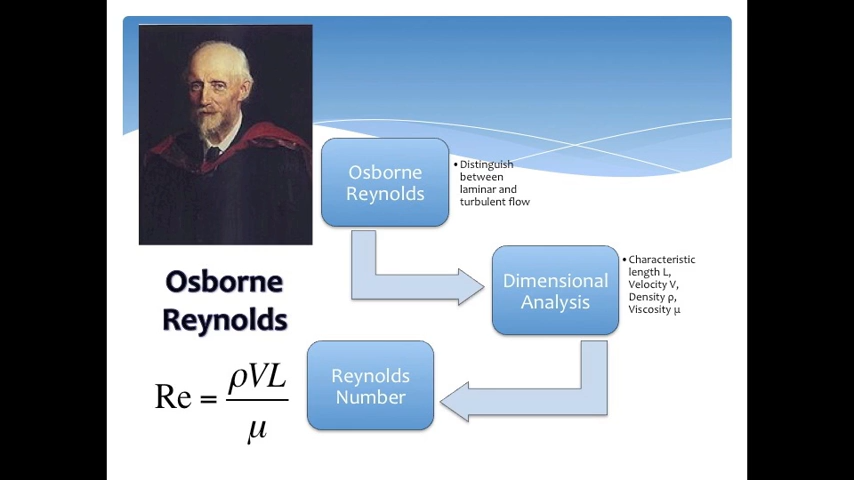 Osborne
Reynolds
• Distinguish
between
laminar and
turbulent flow
Dimensional
Analysis
• Characteristic
length L,
Velocity V,
Density ρ,
Viscosity μ
Osborne
Reynolds
Reynolds
Number
Re = ρVL / μ